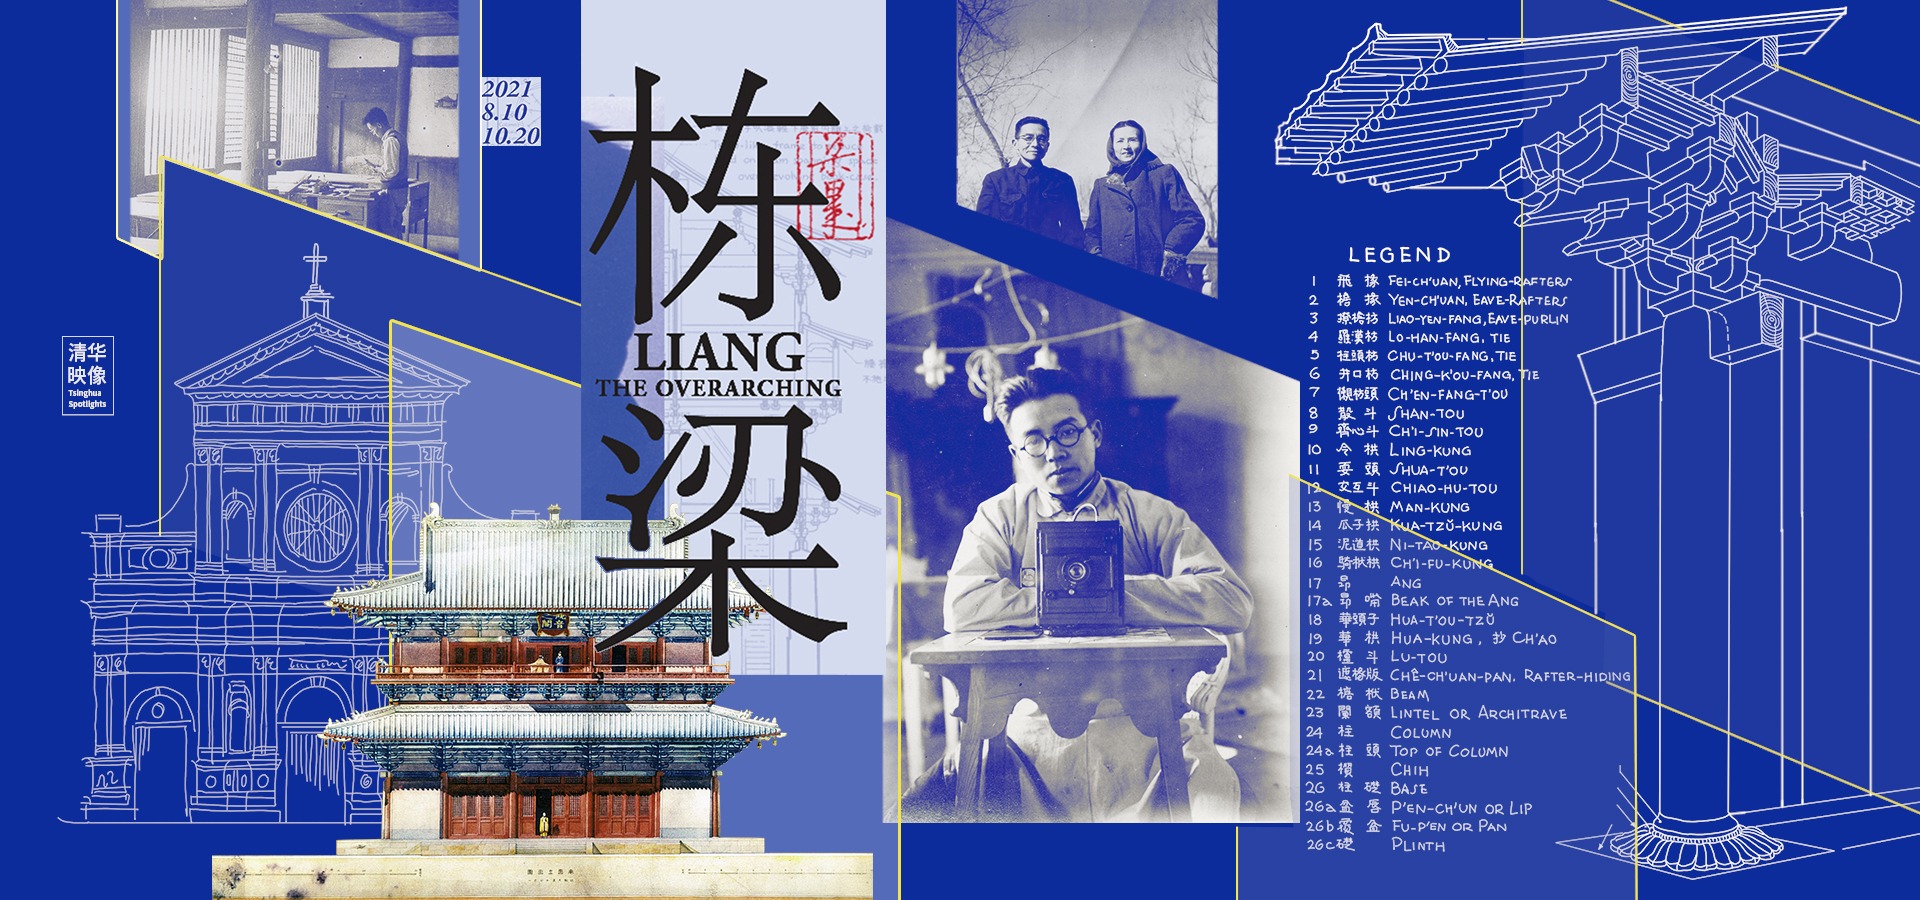 2021
8.10
10.20
清华
映像
Tsinghua
Spotlights
栋
LIANG
THE OVERARCHING
梁
LEGEND
1 飛椽 FEI-CH'UAN, FLYING-RAFTERS
2 檐椽 YEN-CH'UAN, EAVE-RAFTERS
3 撩檐枋 LIAO-YEN-FANG, EAVE-PURLIN
4 羅漢枋 LO-HAN-FANG, TIE
5 柱頭枋 CHU-T'OU-FANG, TIE
6 井口枋 CHING-K'OU-FANG, TIE
7 襯枋頭 CH'EN-FANG-T'OU
8 散斗 SHAN-TOU
9 齊心斗 CH'I-SIN-TOU
10 令栱 LING-KUNG
11 耍頭 SHUA-T'OU
12 交互斗 CHIAO-HU-TOU
13 慢栱 MAN-KUNG
14 瓜子栱 KUA-TZŬ-KUNG
15 泥道栱 NI-TAO-KUNG
16 CH'I-FU-KUNG
17 昂 ANG
17a 昂嘴 BEAK OF THE ANG
18 華頭子 HUA-T'OU-TZŬ
19 華栱 HUA-KUNG, 抄 CH'AO
20 櫨斗 LU-TOU
21 遮椽版 CHÊ-CH'UAN-PAN, RAFTER-HIDING
22 BEAM
23 闌額 LINTEL OR ARCHITRAVE
24 柱 COLUMN
24a 柱頭 TOP OF COLUMN
25 櫍 CHIH
26 柱礎 BASE
26a 盆唇 P'EN-CH'UN OR LIP
26b 覆盆 FU-P'EN OR PAN
26c 礎 PLINTH